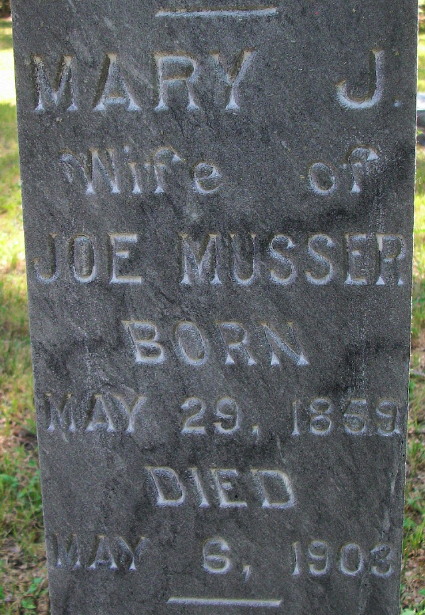 MARY J.
Wife of
JOE MUSSER
BORN
MAY 29, 1859
DIED
MAY 6, 1903